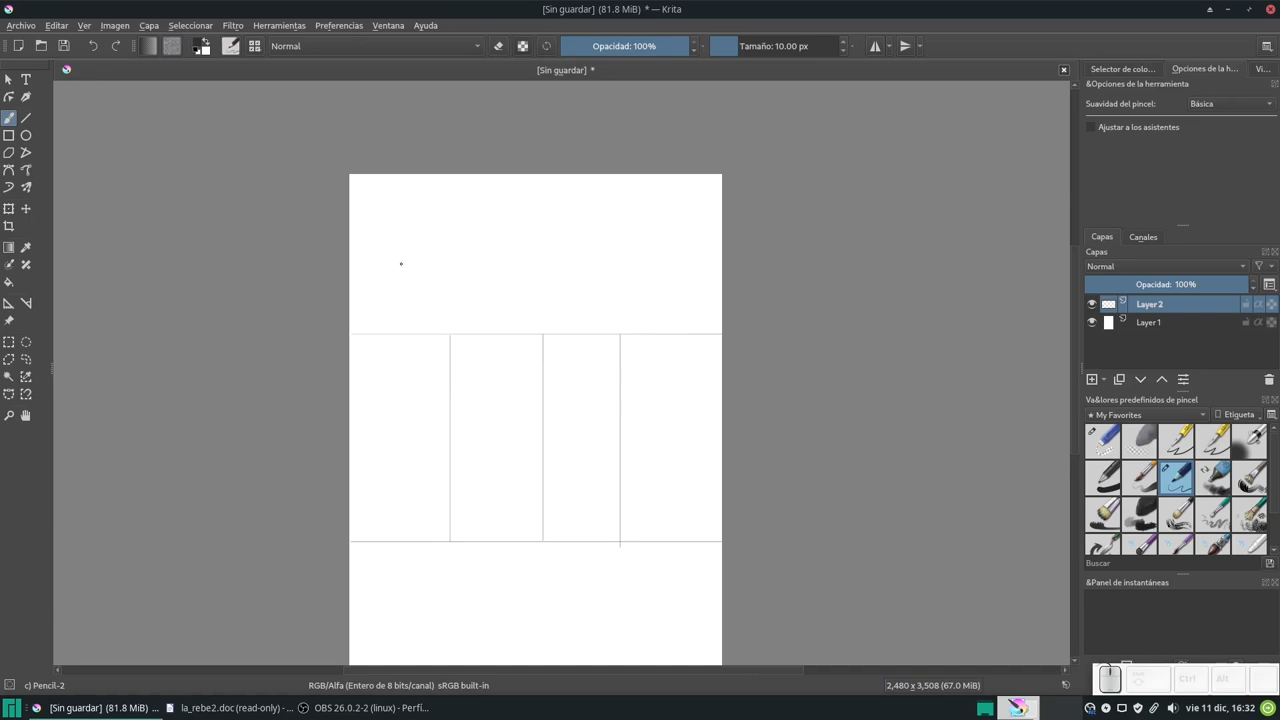 [Sin guardar] (81.8 MiB) * — Krita
Archivo Editar Ver Imagen Capa Seleccionar Filtro Herramientas Preferencias Ventana Ayuda
Normal Opacidad: 100% Tamaño: 10.00 px
[Sin guardar] *
Selector de colo... Opciones de la h... Vi...
&Opciones de la herramienta
Suavidad del pincel: Básica
Ajustar a los asistentes
Capas Canales
Capas
Normal
Opacidad: 100%
Layer 2
Layer 1
Va&lores predefinidos de pincel
★ My Favorites Etiqueta
Buscar
&Panel de instantáneas
Ctrl Alt
c) Pencil-2 RGB/Alfa (Entero de 8 bits/canal) sRGB built-in 2,480 x 3,508 (67.0 MiB)
[Sin guardar] (81.8 MiB) ... la_rebe2.doc (read-only) -... OBS 26.0.2-2 (linux) - Perfi... vie 11 dic, 16:32